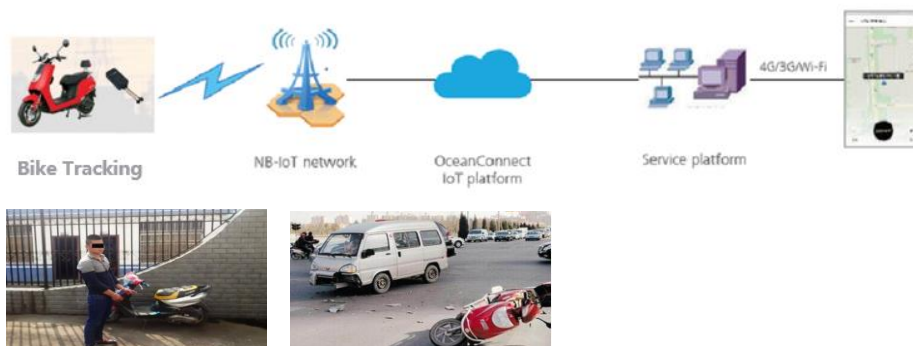 4G/3G/Wi-Fi
Bike Tracking
NB-IoT network
OceanConnect
IoT platform
Service platform